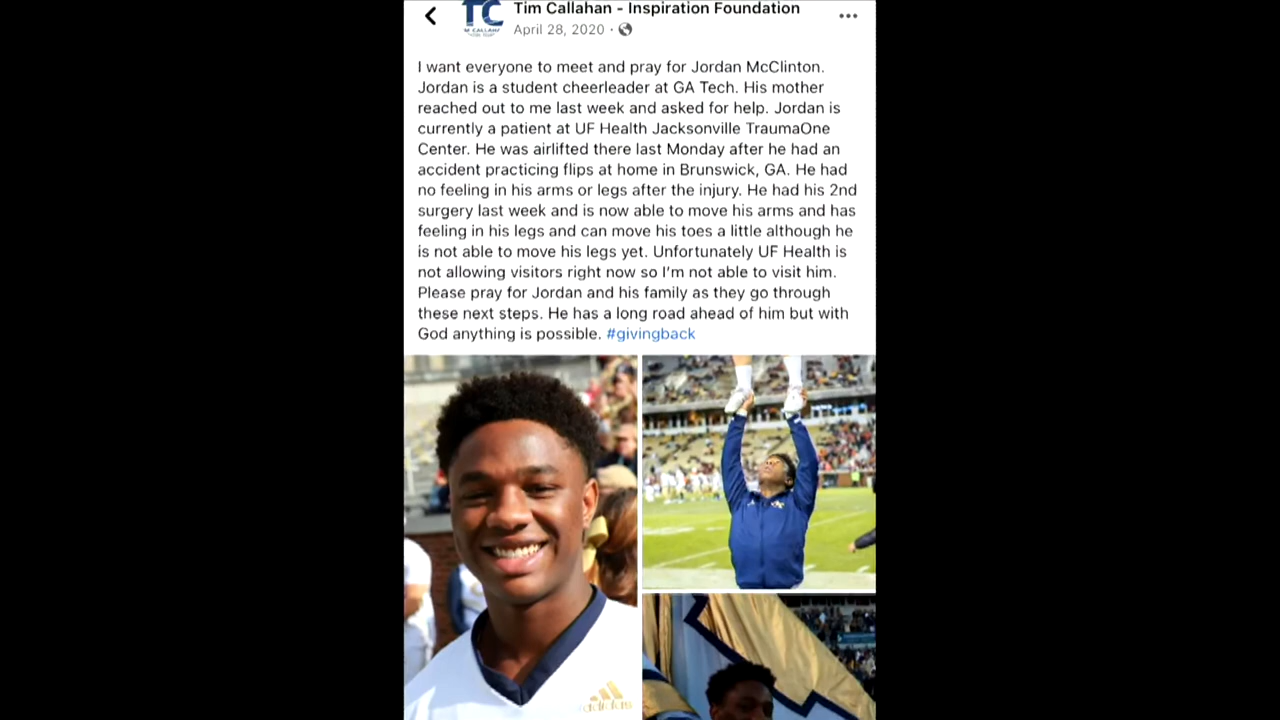 Tim Callahan - Inspiration Foundation
TC
April 28, 2020 ·
I want everyone to meet and pray for Jordan McClinton.
Jordan is a student cheerleader at GA Tech. His mother
reached out to me last week and asked for help. Jordan is
currently a patient at UF Health Jacksonville TraumaOne
Center. He was airlifted there last Monday after he had an
accident practicing flips at home in Brunswick, GA. He had
no feeling in his arms or legs after the injury. He had his 2nd
surgery last week and is now able to move his arms and has
feeling in his legs and can move his toes a little although he
is not able to move his legs yet. Unfortunately UF Health is
not allowing visitors right now so I'm not able to visit him.
Please pray for Jordan and his family as they go through
these next steps. He has a long road ahead of him but with
God anything is possible. #givingback
adidas